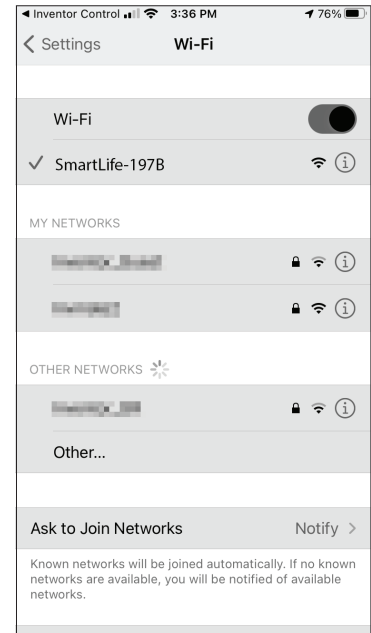 Inventor Control 3:36 PM 76%
Settings Wi-Fi
Wi-Fi
SmartLife-197B
MY NETWORKS
OTHER NETWORKS
Other...
Ask to Join Networks Notify
Known networks will be joined automatically. If no known
networks are available, you will be notified of available
networks.